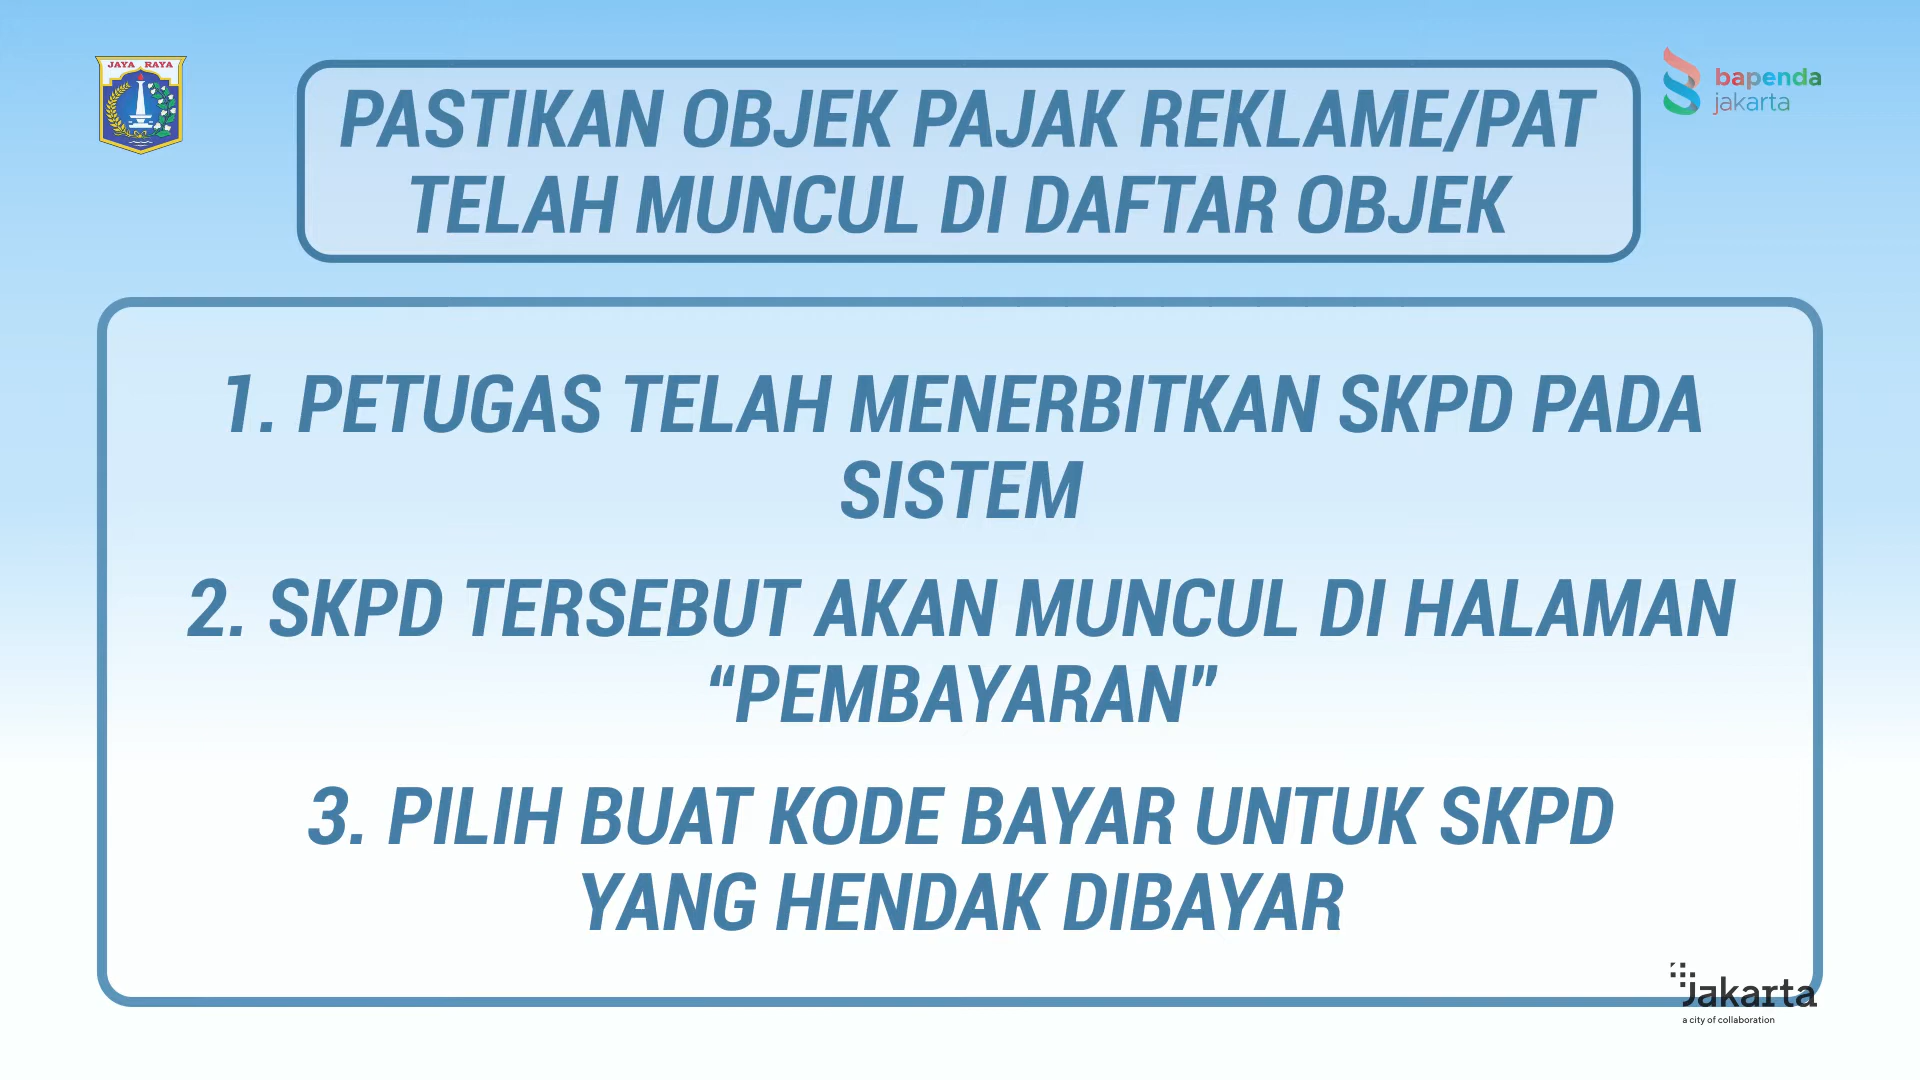 JAYA RAYA
PASTIKAN OBJEK PAJAK REKLAME/PAT
TELAH MUNCUL DI DAFTAR OBJEK
bapenda
jakarta
1. PETUGAS TELAH MENERBITKAN SKPD PADA
SISTEM
2. SKPD TERSEBUT AKAN MUNCUL DI HALAMAN
“PEMBAYARAN”
3. PILIH BUAT KODE BAYAR UNTUK SKPD
YANG HENDAK DIBAYAR
Jakarta
a city of collaboration